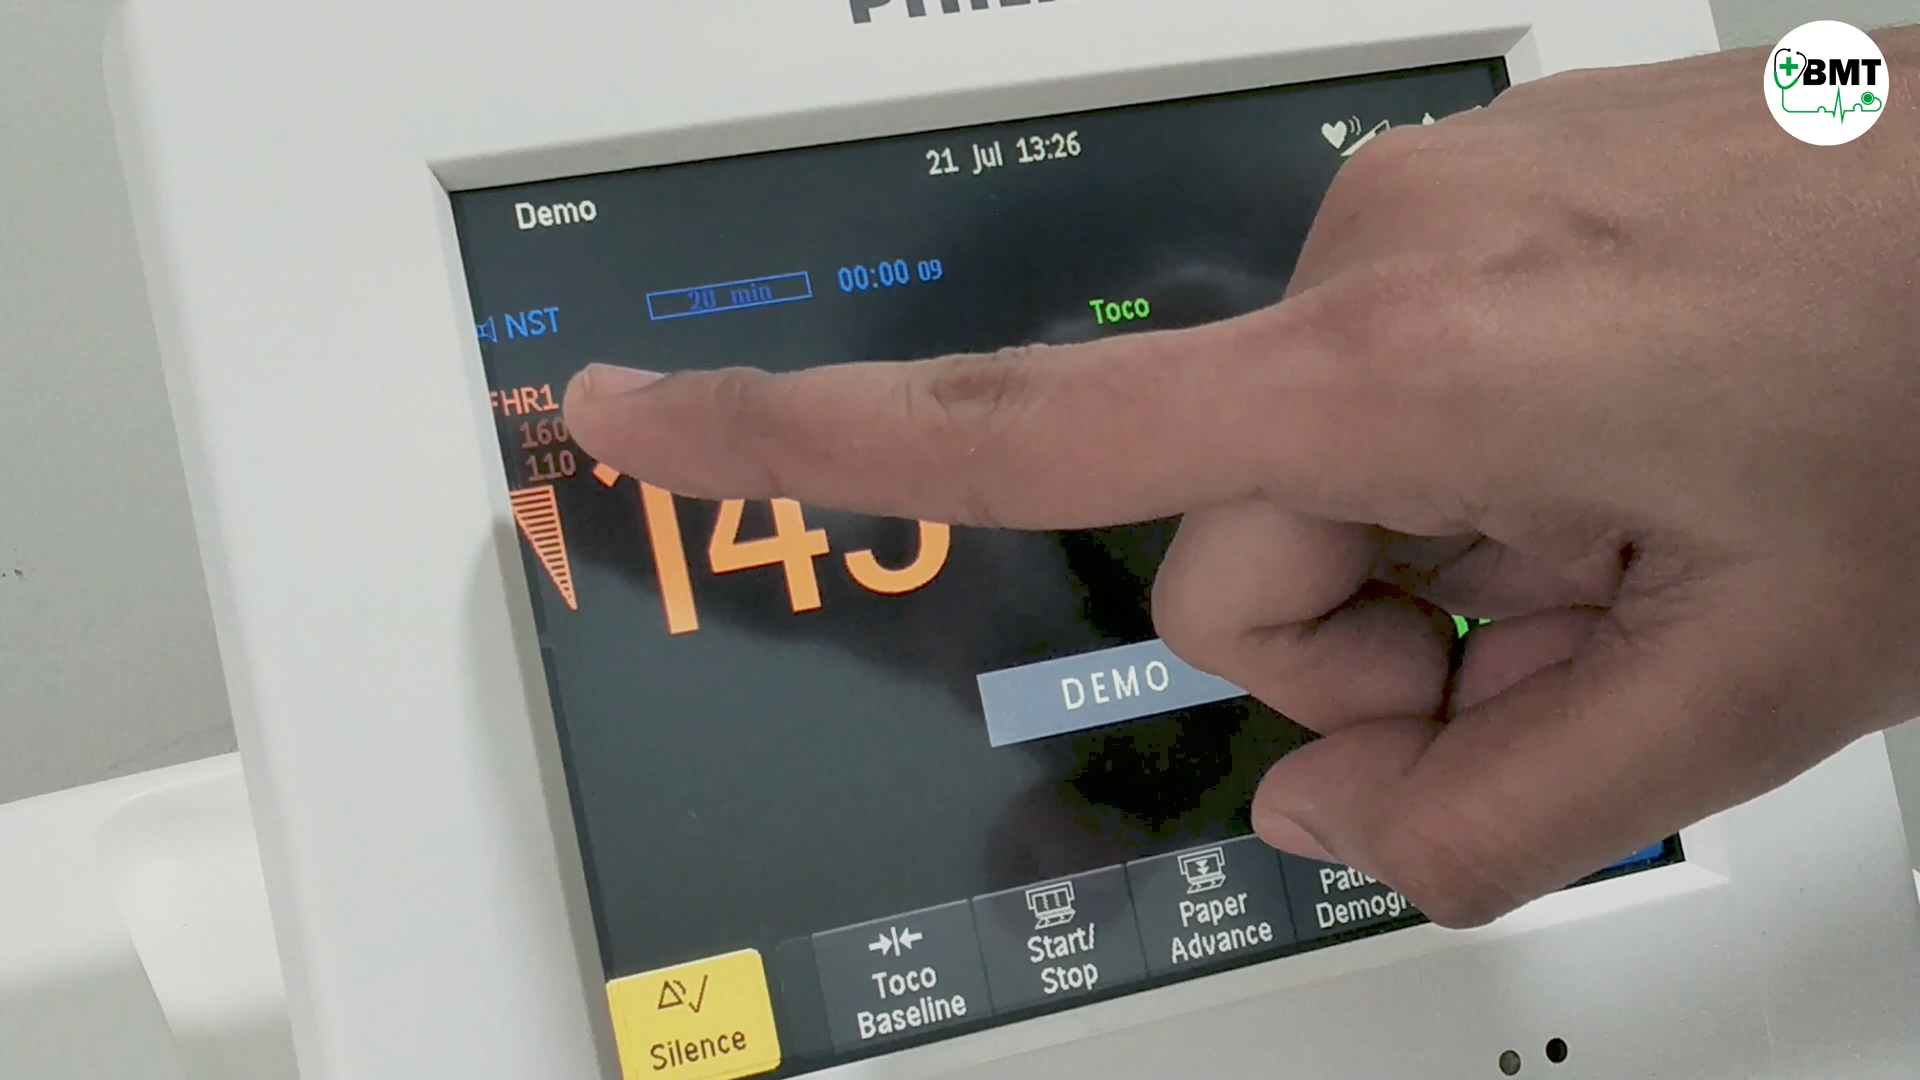 BMT
21 Jul 13:26
Demo
20 min 00:00 09
NST
Toco
FHR1
160
110
DEMO
Toco
Baseline
Start/
Stop
Paper
Advance
Silence